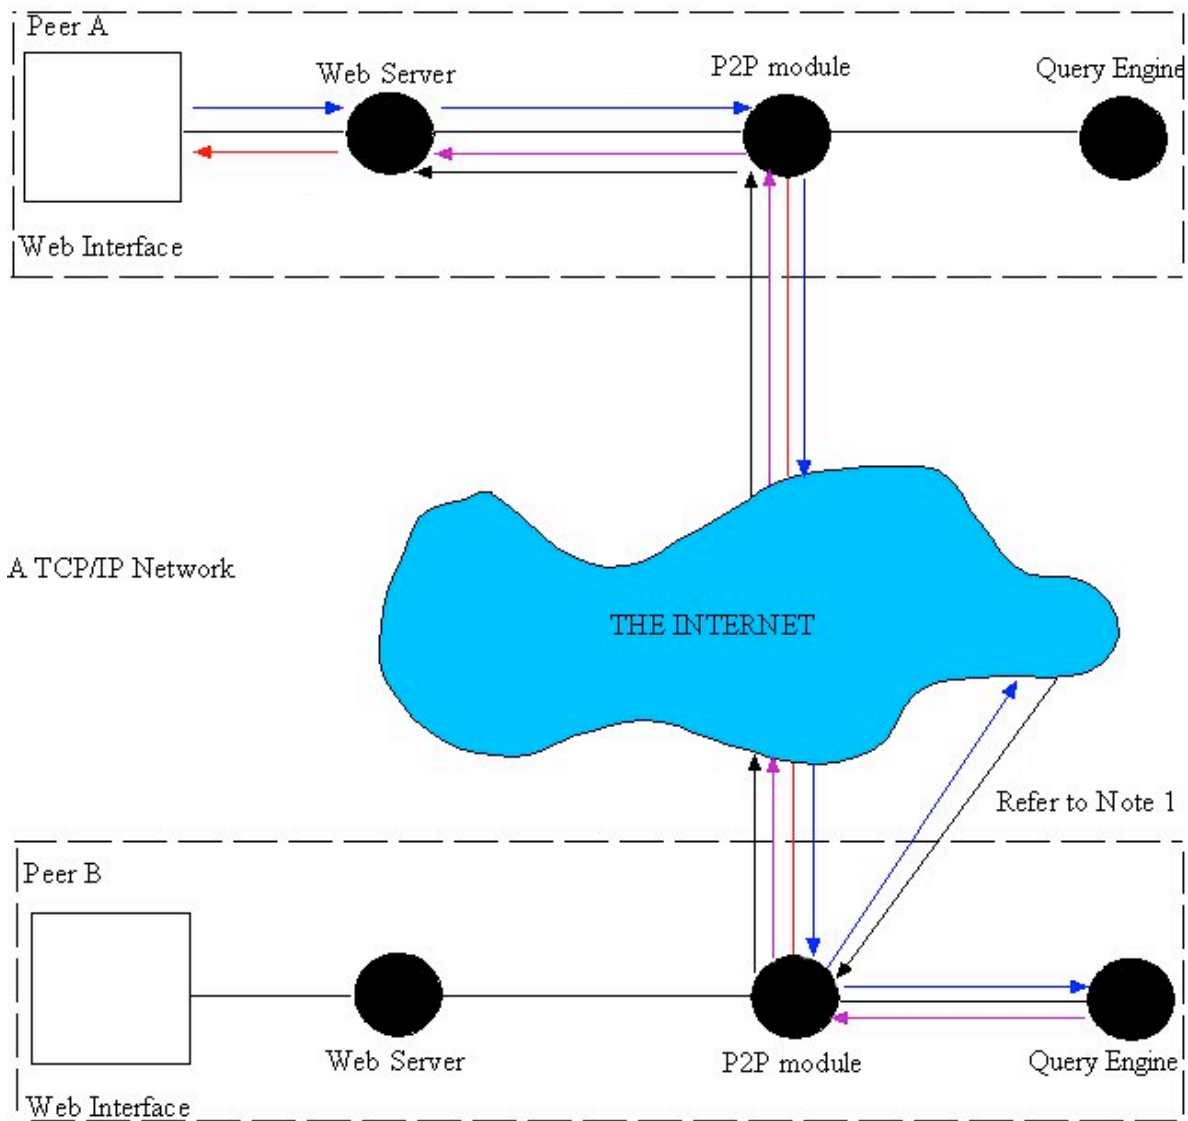 Peer A
Web Server
P2P module
Query Engine
Web Interface
A TCP/IP Network
THE INTERNET
Refer to Note 1
Peer B
Web Server
P2P module
Query Engine
Web Interface